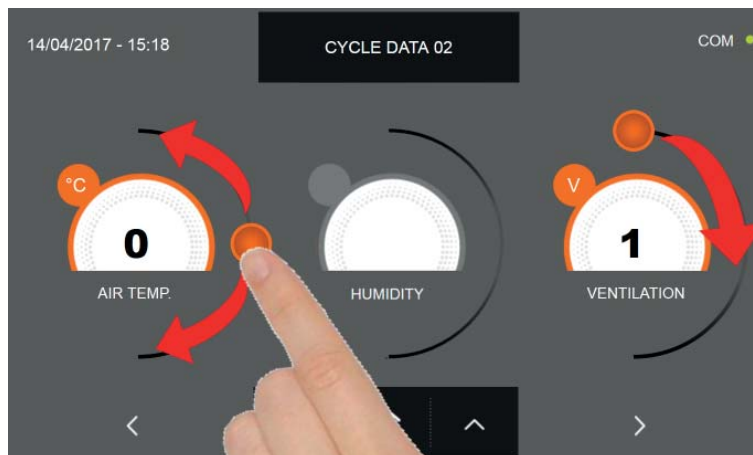 14/04/2017 - 15:18
CYCLE DATA 02
COM
°C
V
0
1
AIR TEMP.
HUMIDITY
VENTILATION